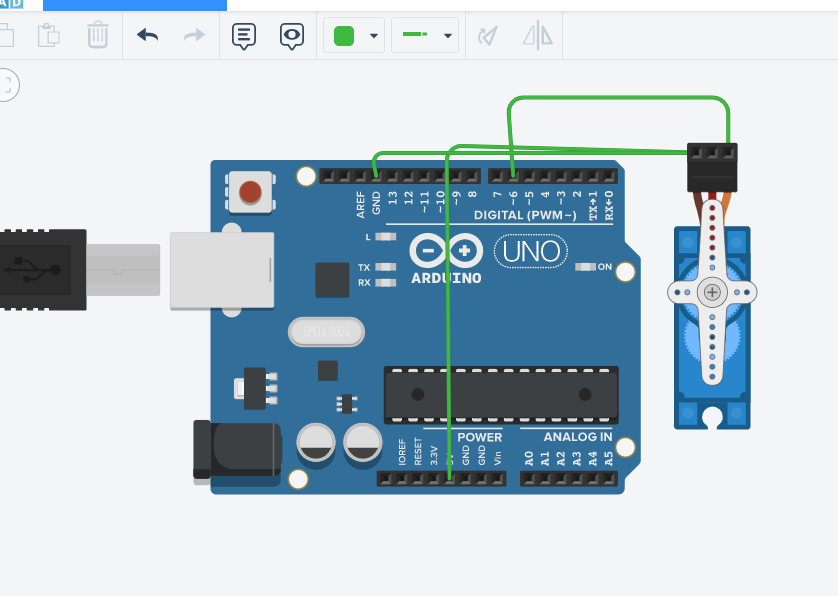 AD
AREF
GND
13
12
~11
~10
~9
8
7
~6
~5
4
~3
2
TX→1
RX←0
DIGITAL (PWM~)
L
TX
RX
ARDUINO
UNO
ON
POWER
ANALOG IN
IOREF
RESET
3.3V
GND
GND
Vin
A0
A1
A2
A3
A4
A5